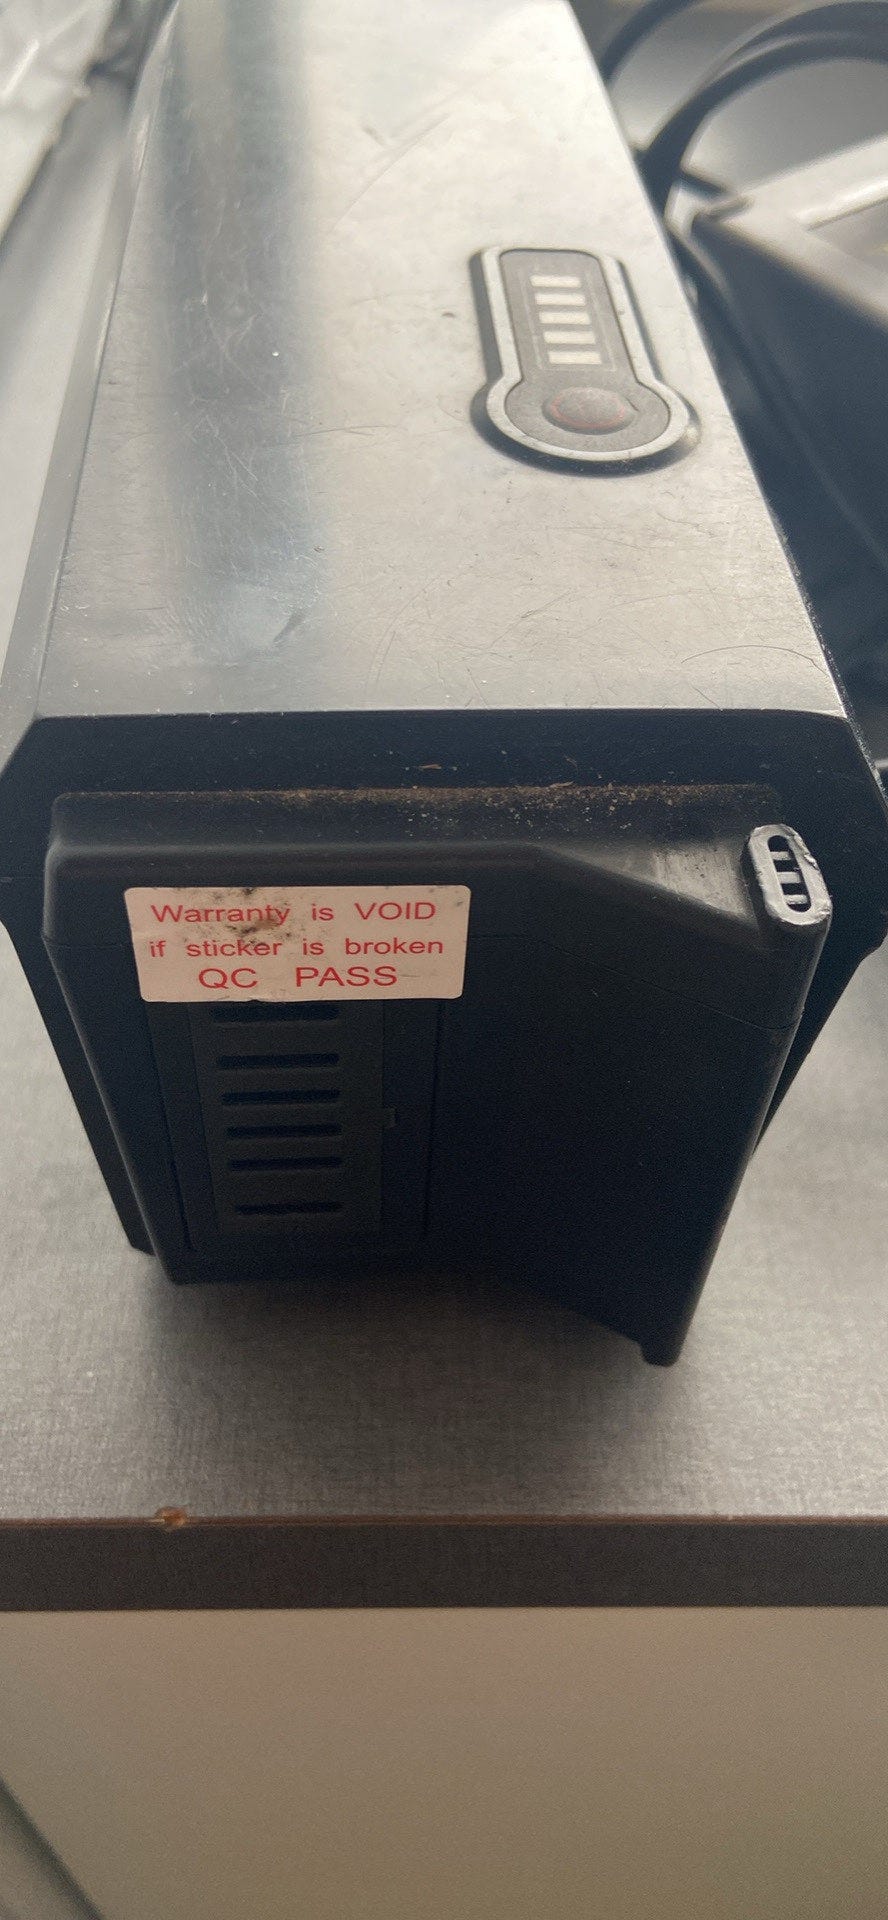 Warranty is VOID
if sticker is broken
QC PASS